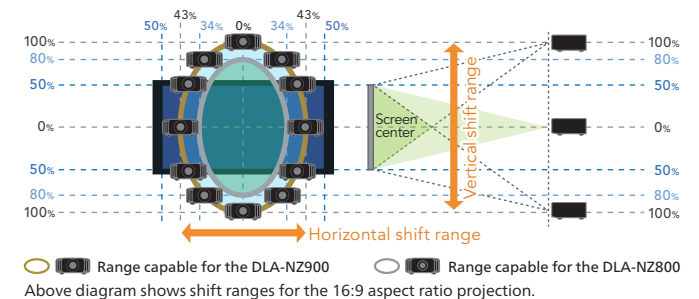 43% 43%
50% 34% 0% 34% 50%
100% 100%
80% 80%
50% 50%
Screen
center
0% 0%
Vertical shift range
50% 50%
80% 80%
100% 100%
Horizontal shift range
Range capable for the DLA-NZ900 Range capable for the DLA-NZ800
Above diagram shows shift ranges for the 16:9 aspect ratio projection.